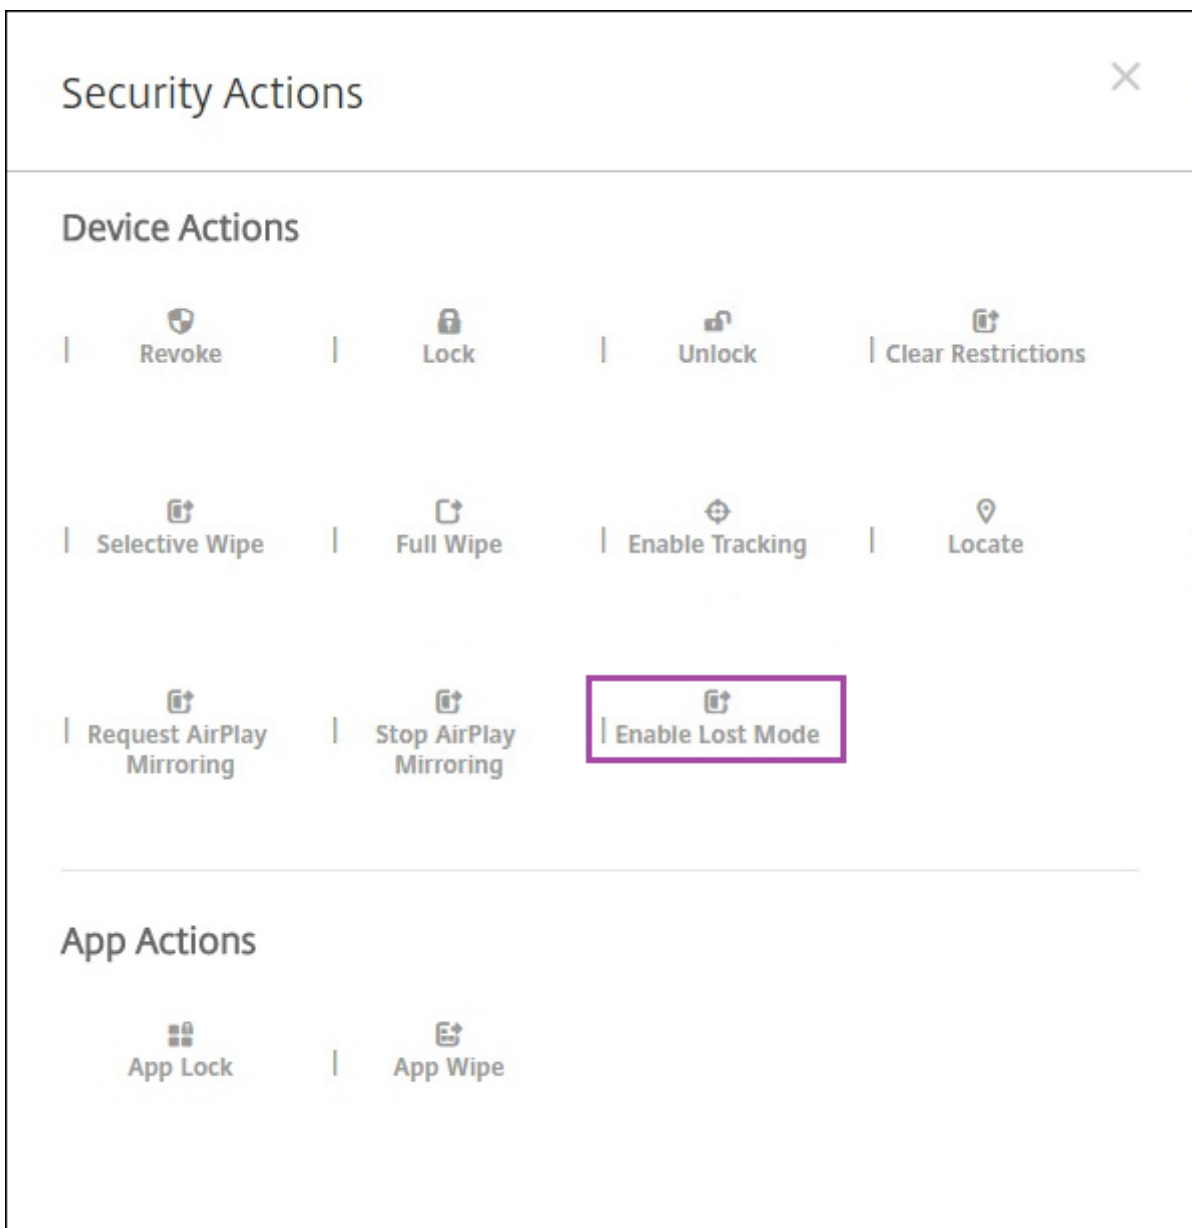 Security Actions
Device Actions
Revoke
Lock
Unlock
Clear Restrictions
Selective Wipe
Full Wipe
Enable Tracking
Locate
Request AirPlay
Mirroring
Stop AirPlay
Mirroring
Enable Lost Mode
App Actions
App Lock
App Wipe